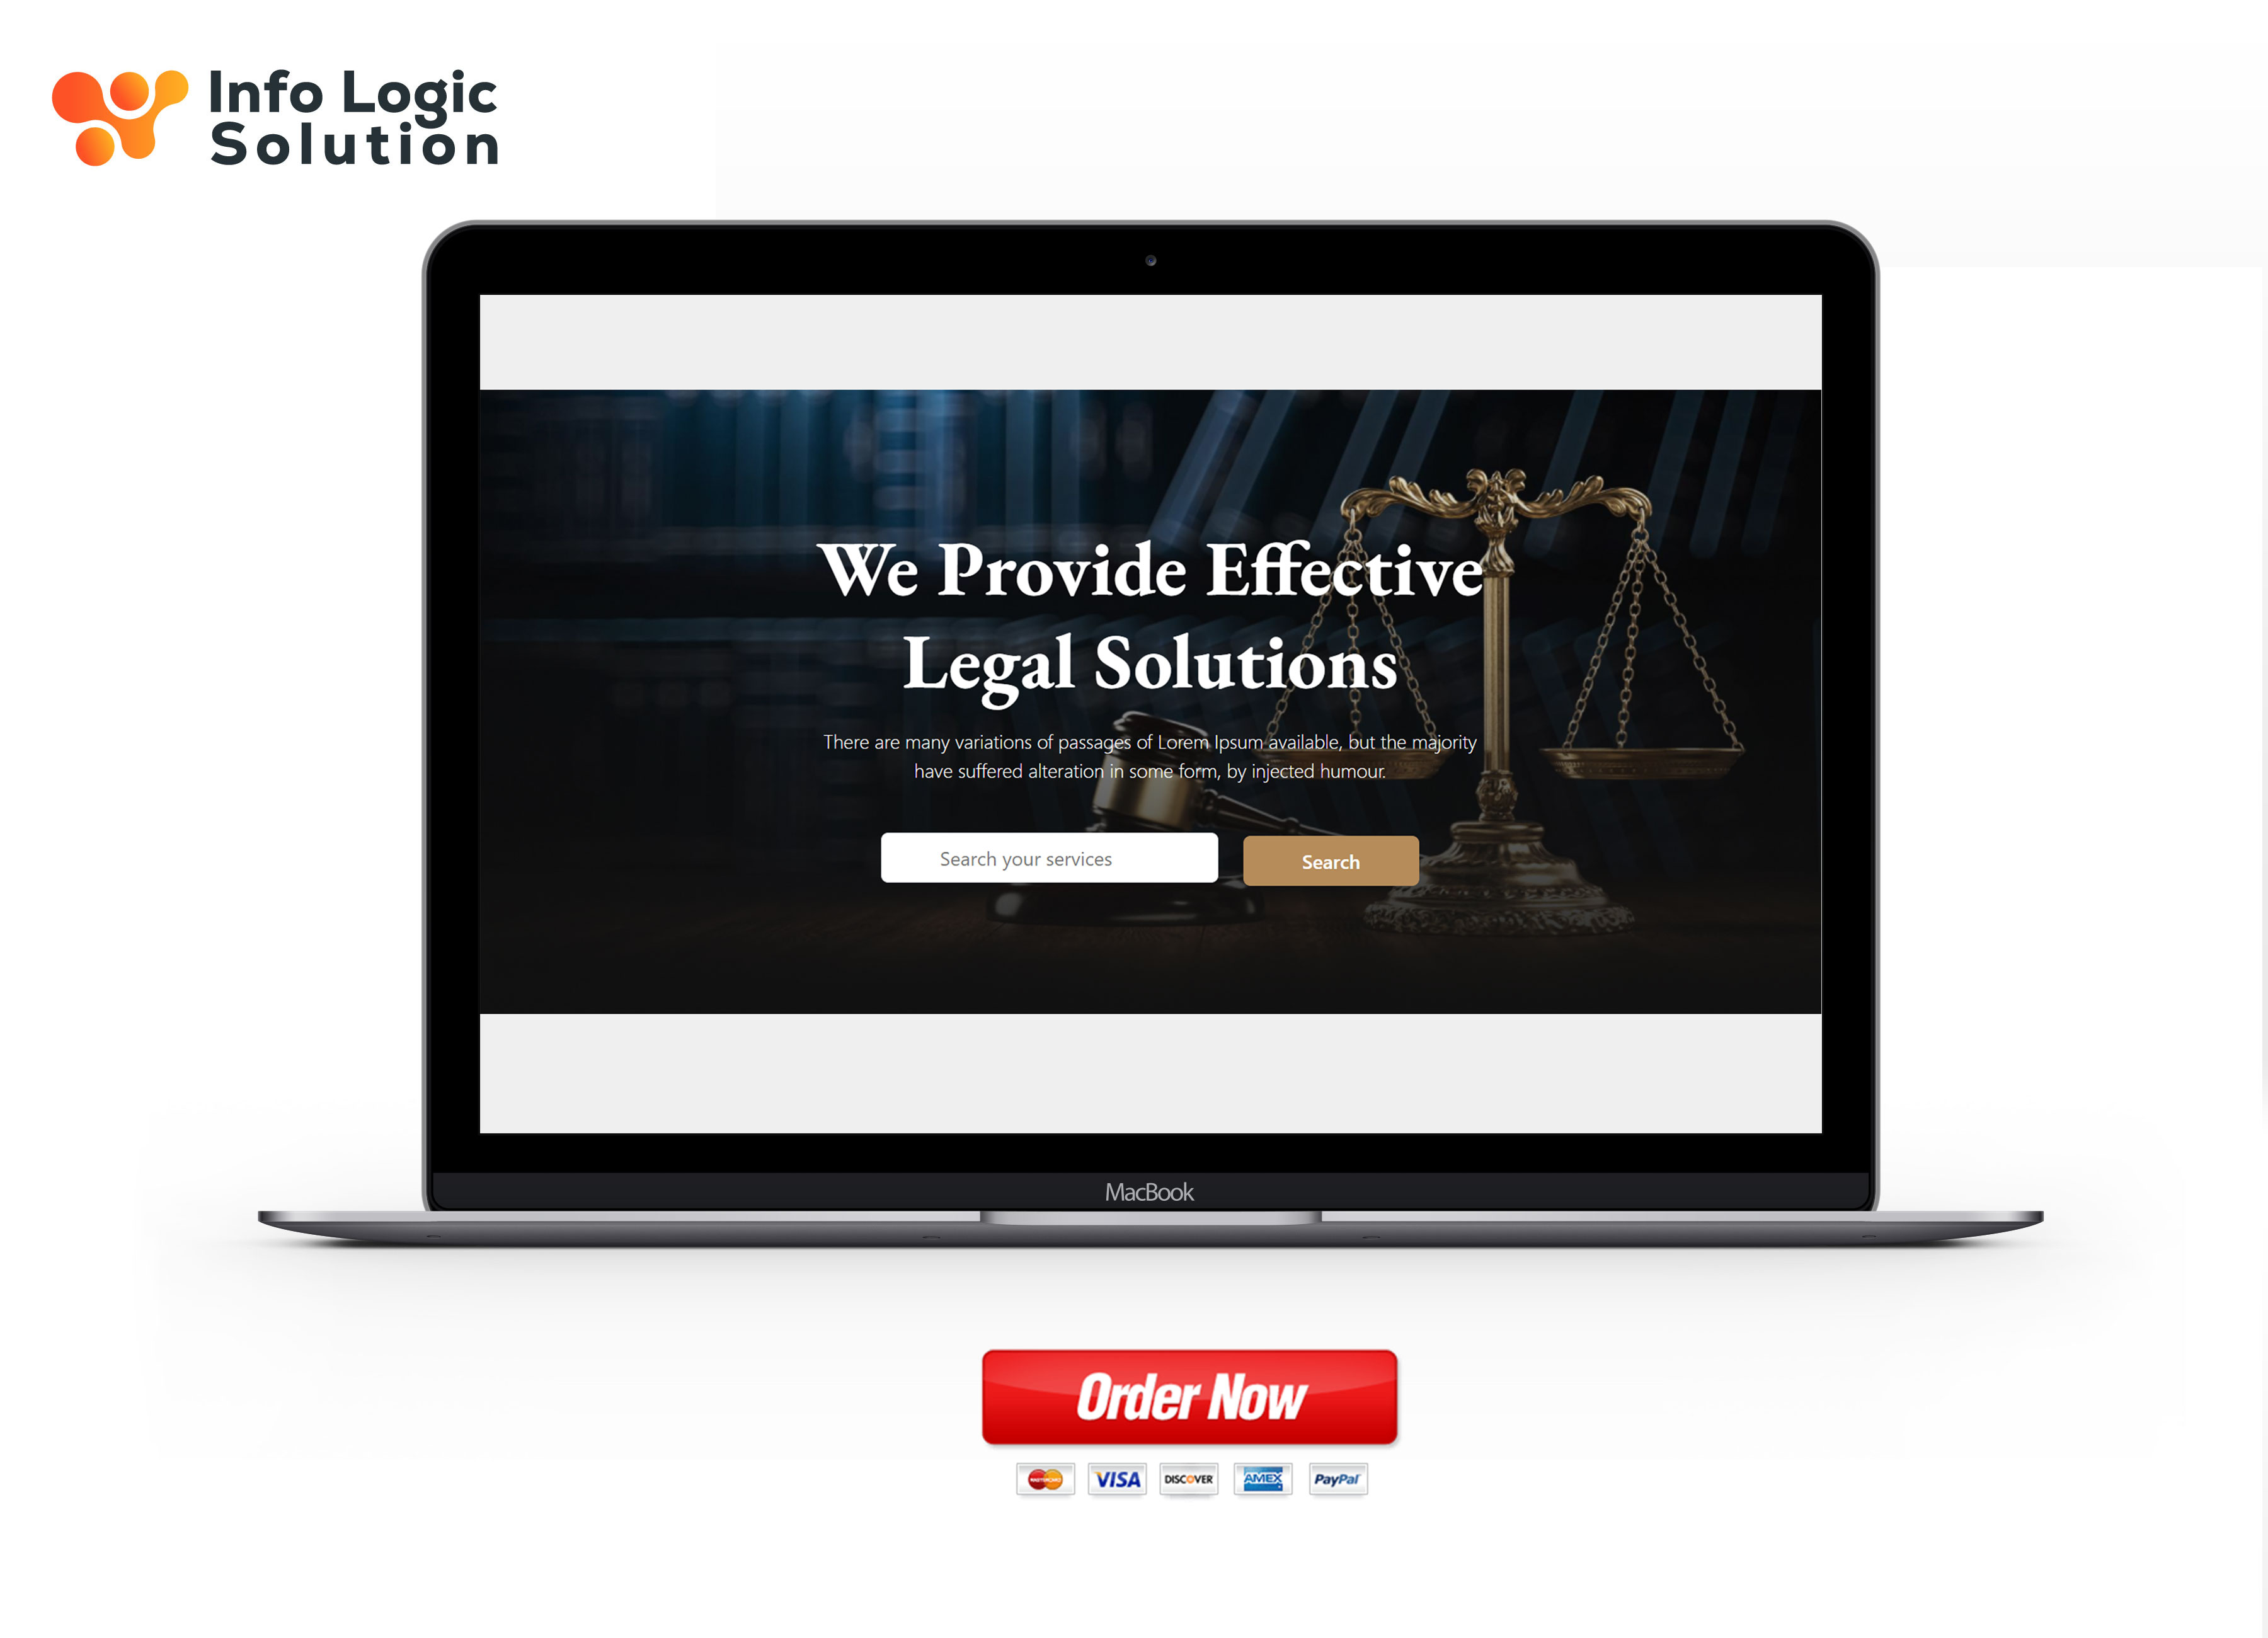 Info Logic
Solution
We Provide Effective
Legal Solutions
There are many variations of passages of Lorem Ipsum available, but the majority
have suffered alteration in some form, by injected humour.
Search your services
Search
MacBook
Order Now
MASTERCARD
VISA
DISCOVER
AMEX
PayPal